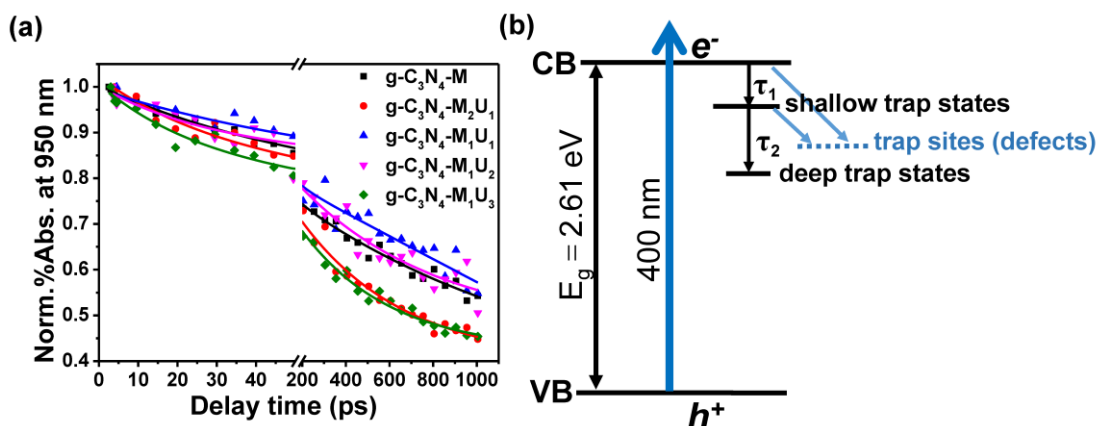 (a)
Norm.%Abs. at 950 nm
1.0
0.9
0.8
0.7
0.6
0.5
0.4
g-C₃N₄-M
g-C₃N₄-M₂U₁
g-C₃N₄-M₁U₁
g-C₃N₄-M₁U₂
g-C₃N₄-M₁U₃
0 10 20 30 40 200 400 600 800 1000
Delay time (ps)
(b)
e⁻
CB
τ₁
shallow trap states
trap sites (defects)
τ₂
deep trap states
E_g = 2.61 eV
400 nm
VB
h⁺